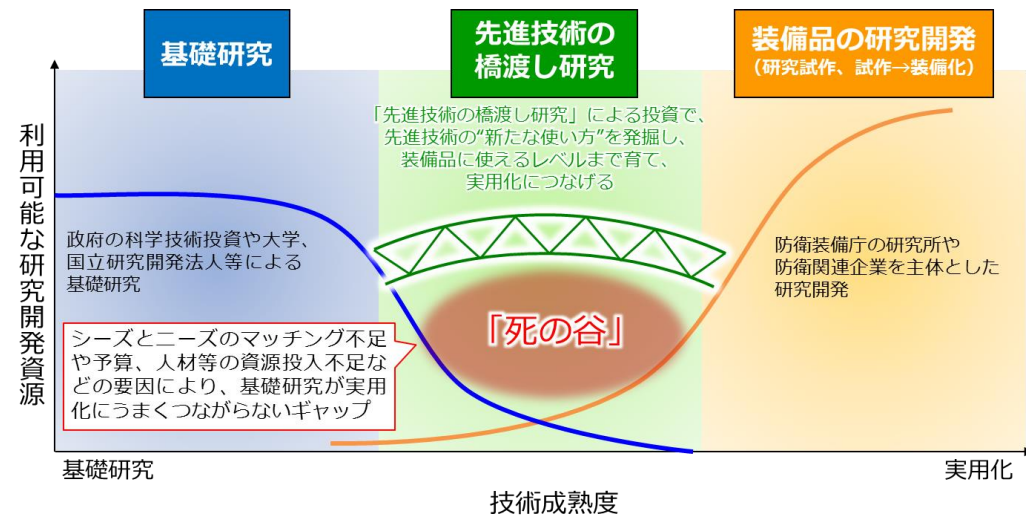 基礎研究
先進技術の
橋渡し研究
装備品の研究開発
(研究試作、試作→装備化)
「先進技術の橋渡し研究」による投資で、
先進技術の“新たな使い方”を発掘し、
装備品に使えるレベルまで育て、
実用化につなげる
利用可能な研究開発資源
政府の科学技術投資や大学、
国立研究開発法人等による
基礎研究
防衛装備庁の研究所や
防衛関連企業を主体とした
研究開発
「死の谷」
シーズとニーズのマッチング不足
や予算、人材等の資源投入不足な
どの要因により、基礎研究が実用
化にうまくつながらないギャップ
基礎研究
実用化
技術成熟度